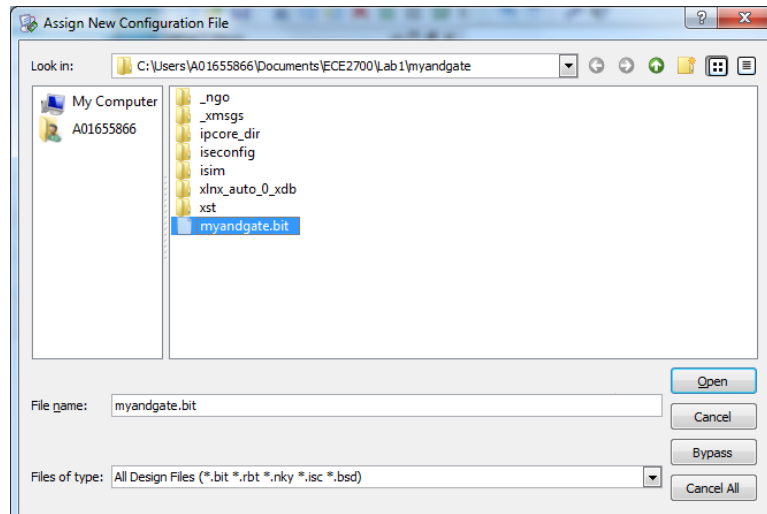 Assign New Configuration File
Look in: C:\Users\A01655866\Documents\ECE2700\Lab1\myandgate
My Computer
A01655866
_ngo
_xmsgs
ipcore_dir
iseconfig
isim
xlnx_auto_0_xdb
xst
myandgate.bit
Open
File name: myandgate.bit
Cancel
Bypass
Files of type: All Design Files (*.bit *.rbt *.nky *.isc *.bsd)
Cancel All